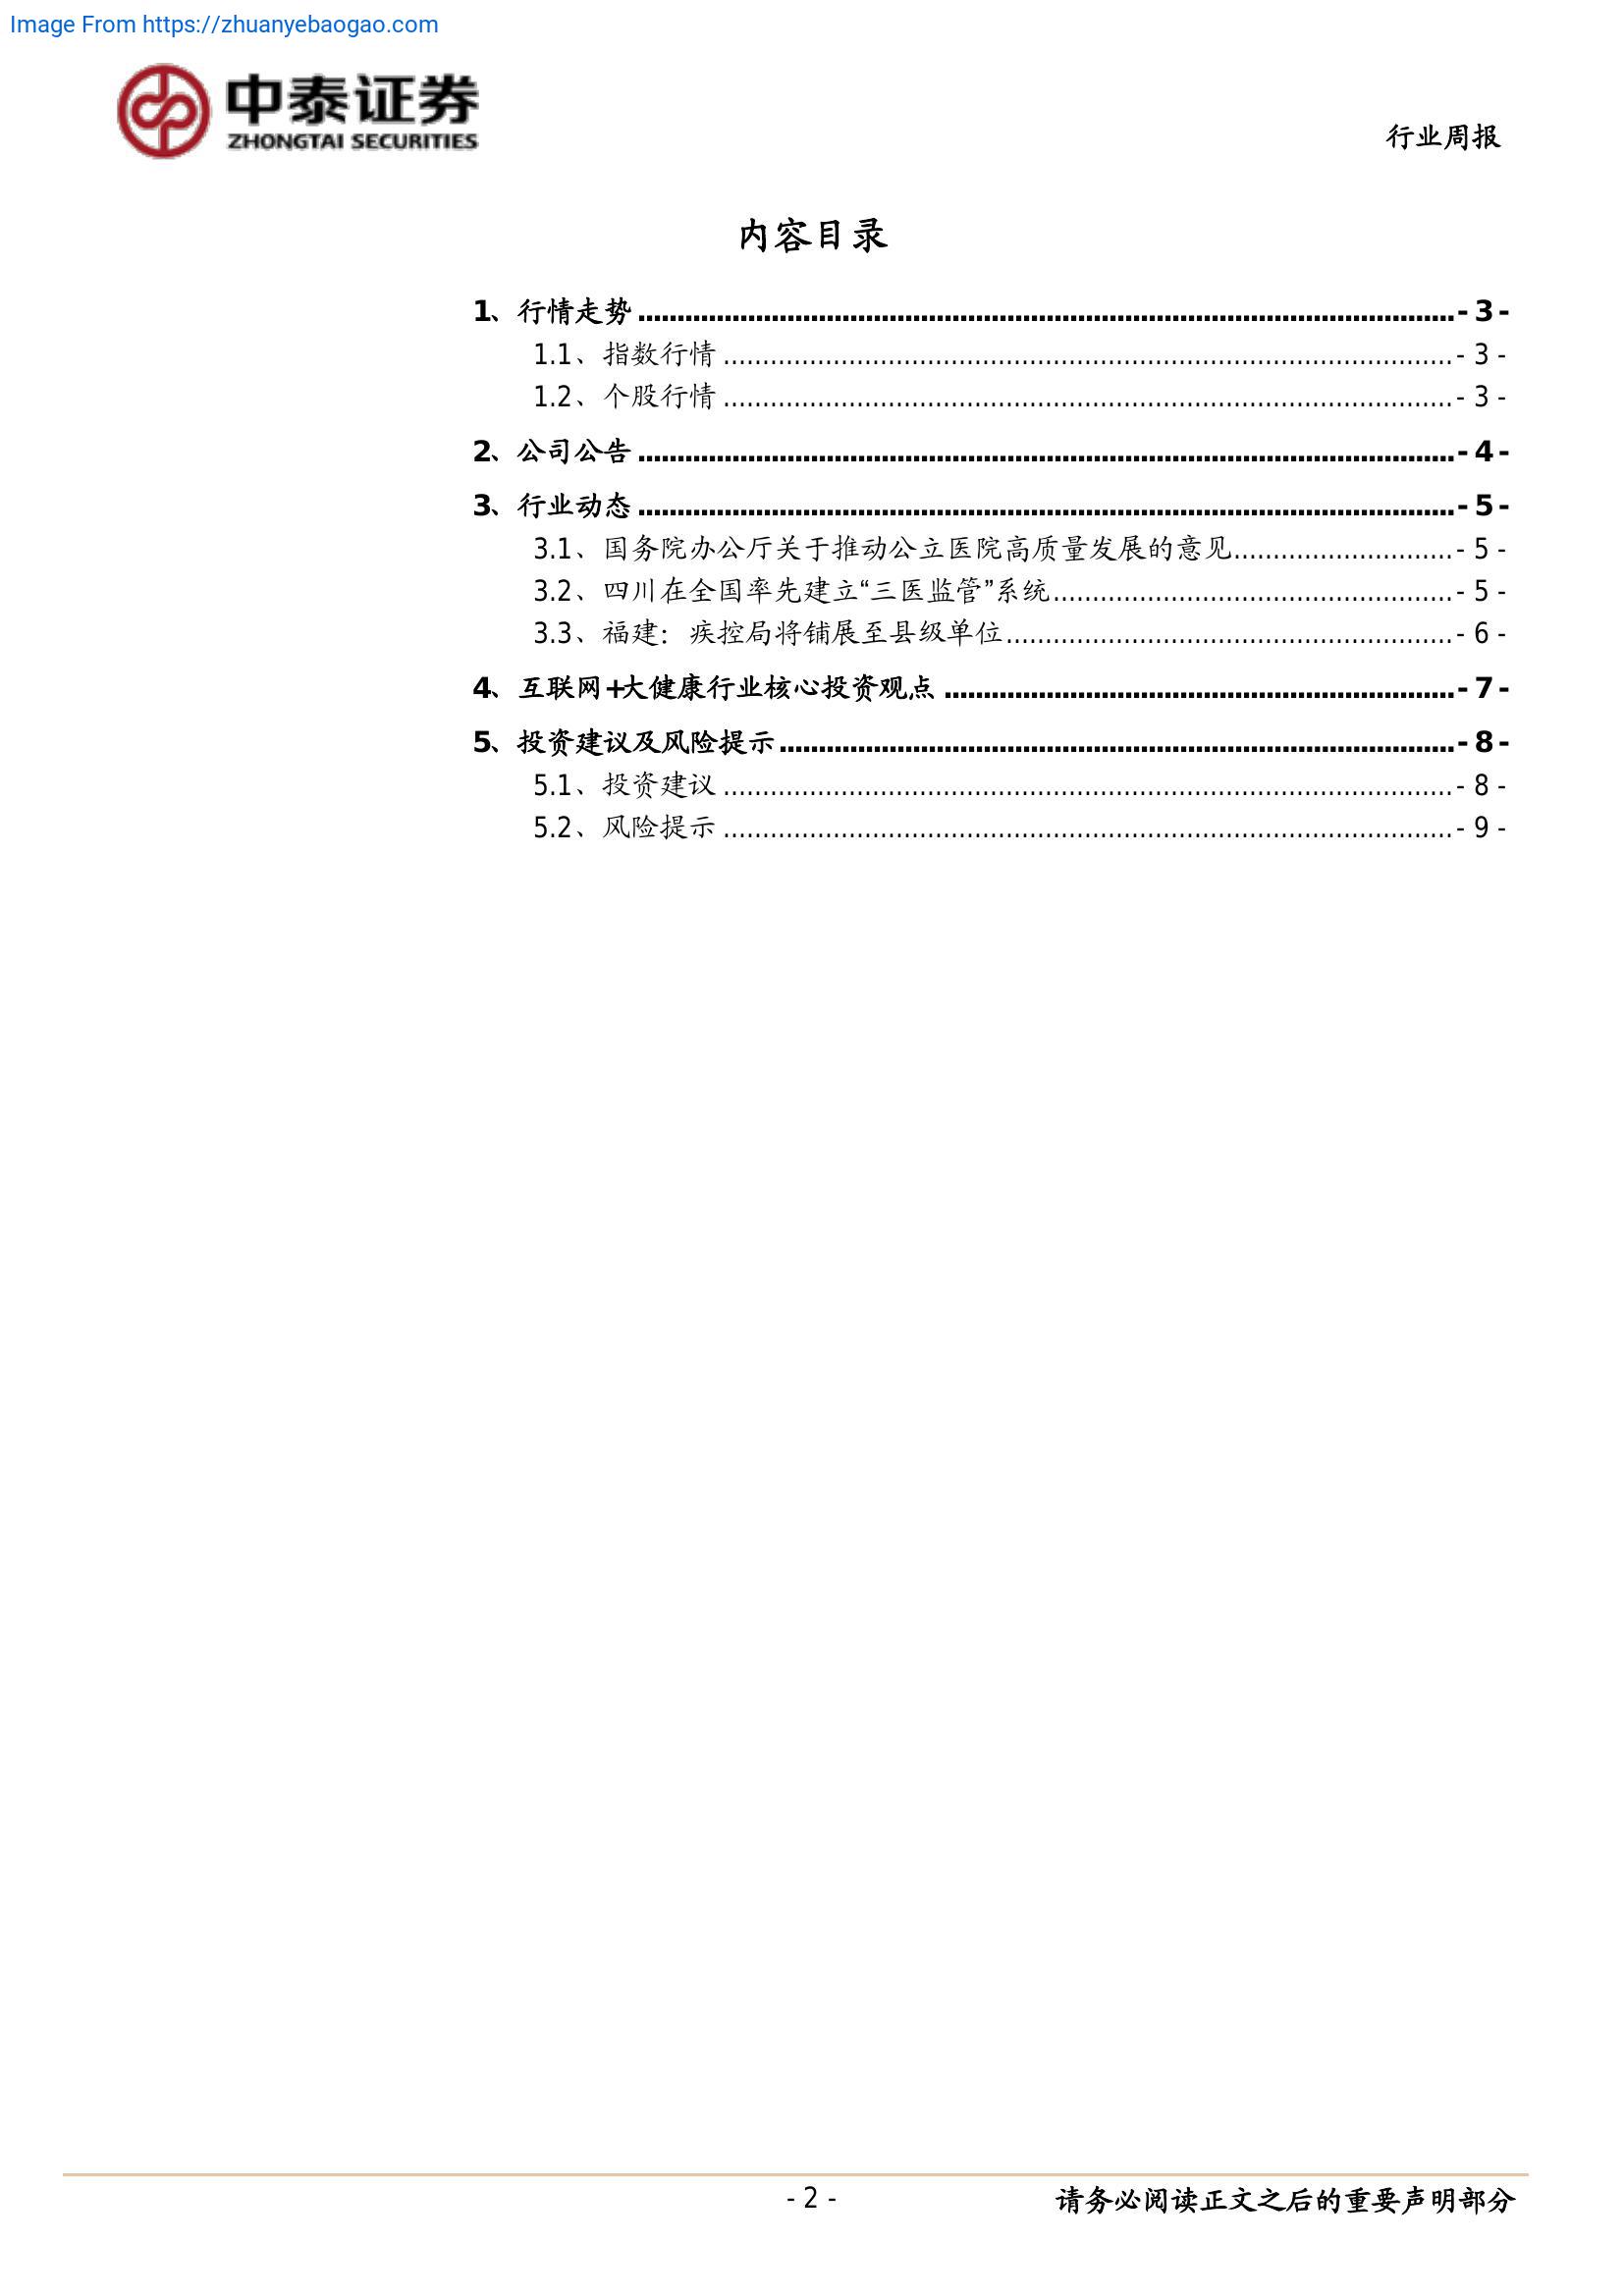 Image From https://zhuanyebaogao.com
中泰证券
ZHONGTAI SECURITIES
行业周报
内容目录
1、行情走势 - 3 -
1.1、指数行情 - 3 -
1.2、个股行情 - 3 -
2、公司公告 - 4 -
3、行业动态 - 5 -
3.1、国务院办公厅关于推动公立医院高质量发展的意见 - 5 -
3.2、四川在全国率先建立“三医监管”系统 - 5 -
3.3、福建：疾控局将铺展至县级单位 - 6 -
4、互联网+大健康行业核心投资观点 - 7 -
5、投资建议及风险提示 - 8 -
5.1、投资建议 - 8 -
5.2、风险提示 - 9 -
- 2 -
请务必阅读正文之后的重要声明部分